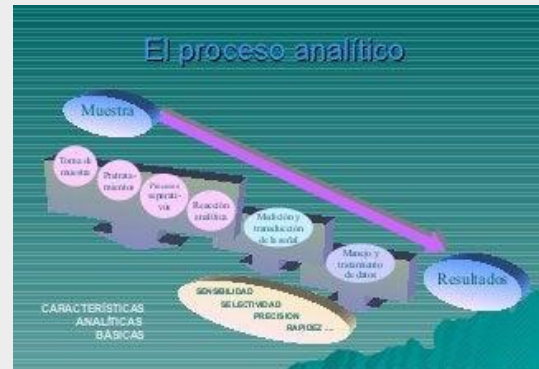 El proceso analítico
Muestra
Toma de
muestra
Pretrata-
mientos
Procesos
separati-
vos
Reacción
analítica
Medición y
transducción
de la señal
Manejo y
tratamiento
de datos
Resultados
SENSIBILIDAD
SELECTIVIDAD
PRECISION
RAPIDEZ ...
CARACTERÍSTICAS
ANALÍTICAS
BÁSICAS